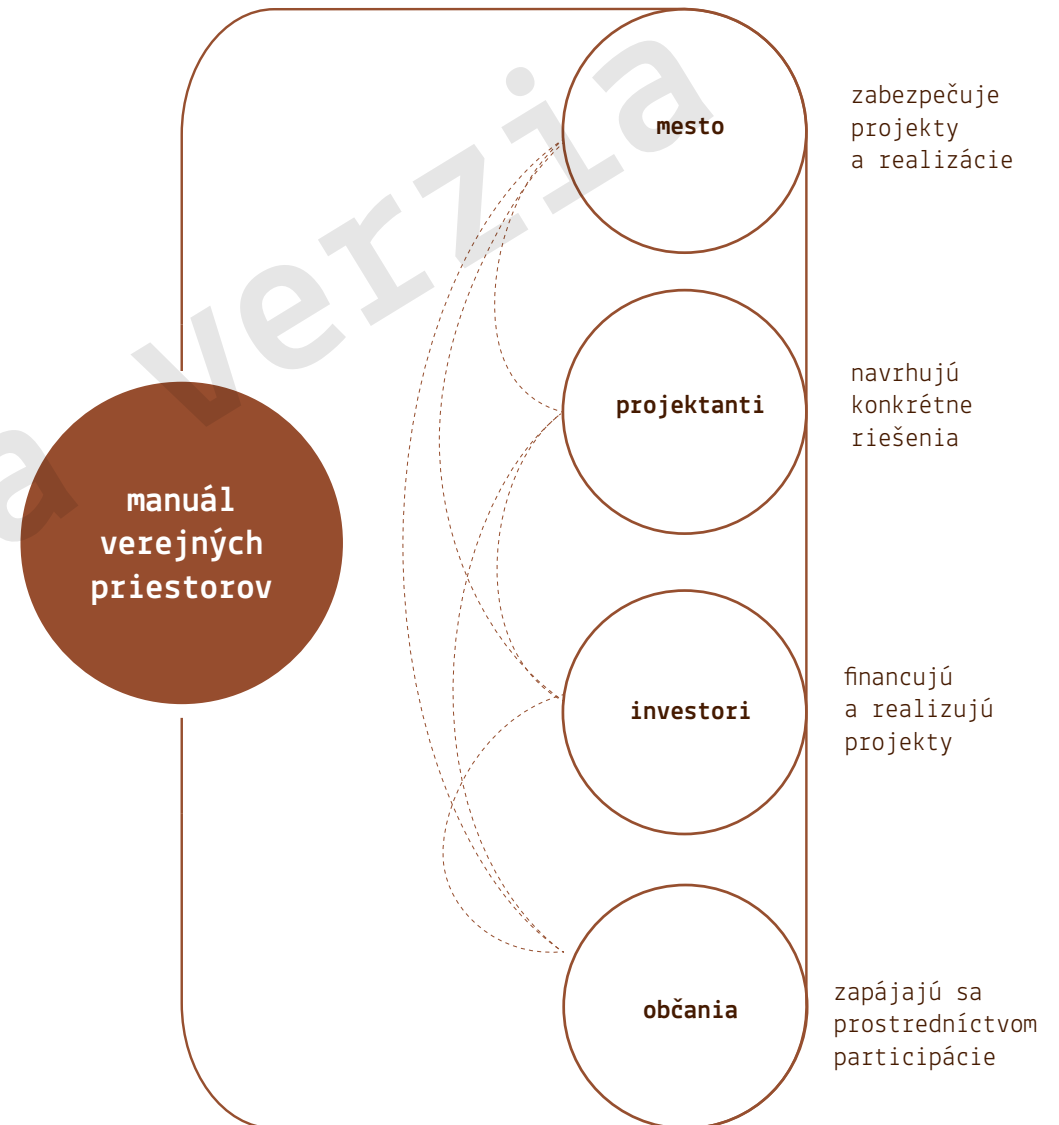 mesto
zabezpečuje
projekty
a realizácie
projektanti
navrhujú
konkrétne
riešenia
manuál
verejných
priestorov
investori
financujú
a realizujú
projekty
občania
zapájajú sa
prostredníctvom
participácie
a verzia